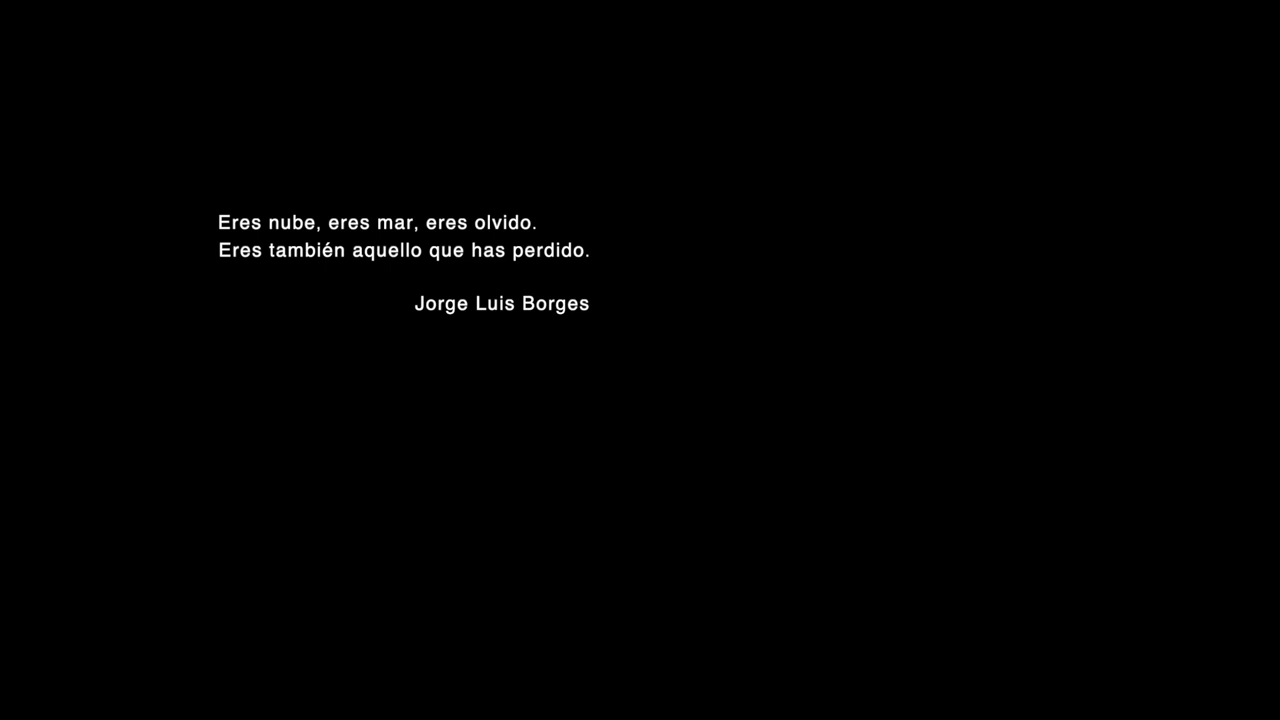 Eres nube, eres mar, eres olvido.
Eres también aquello que has perdido.
Jorge Luis Borges